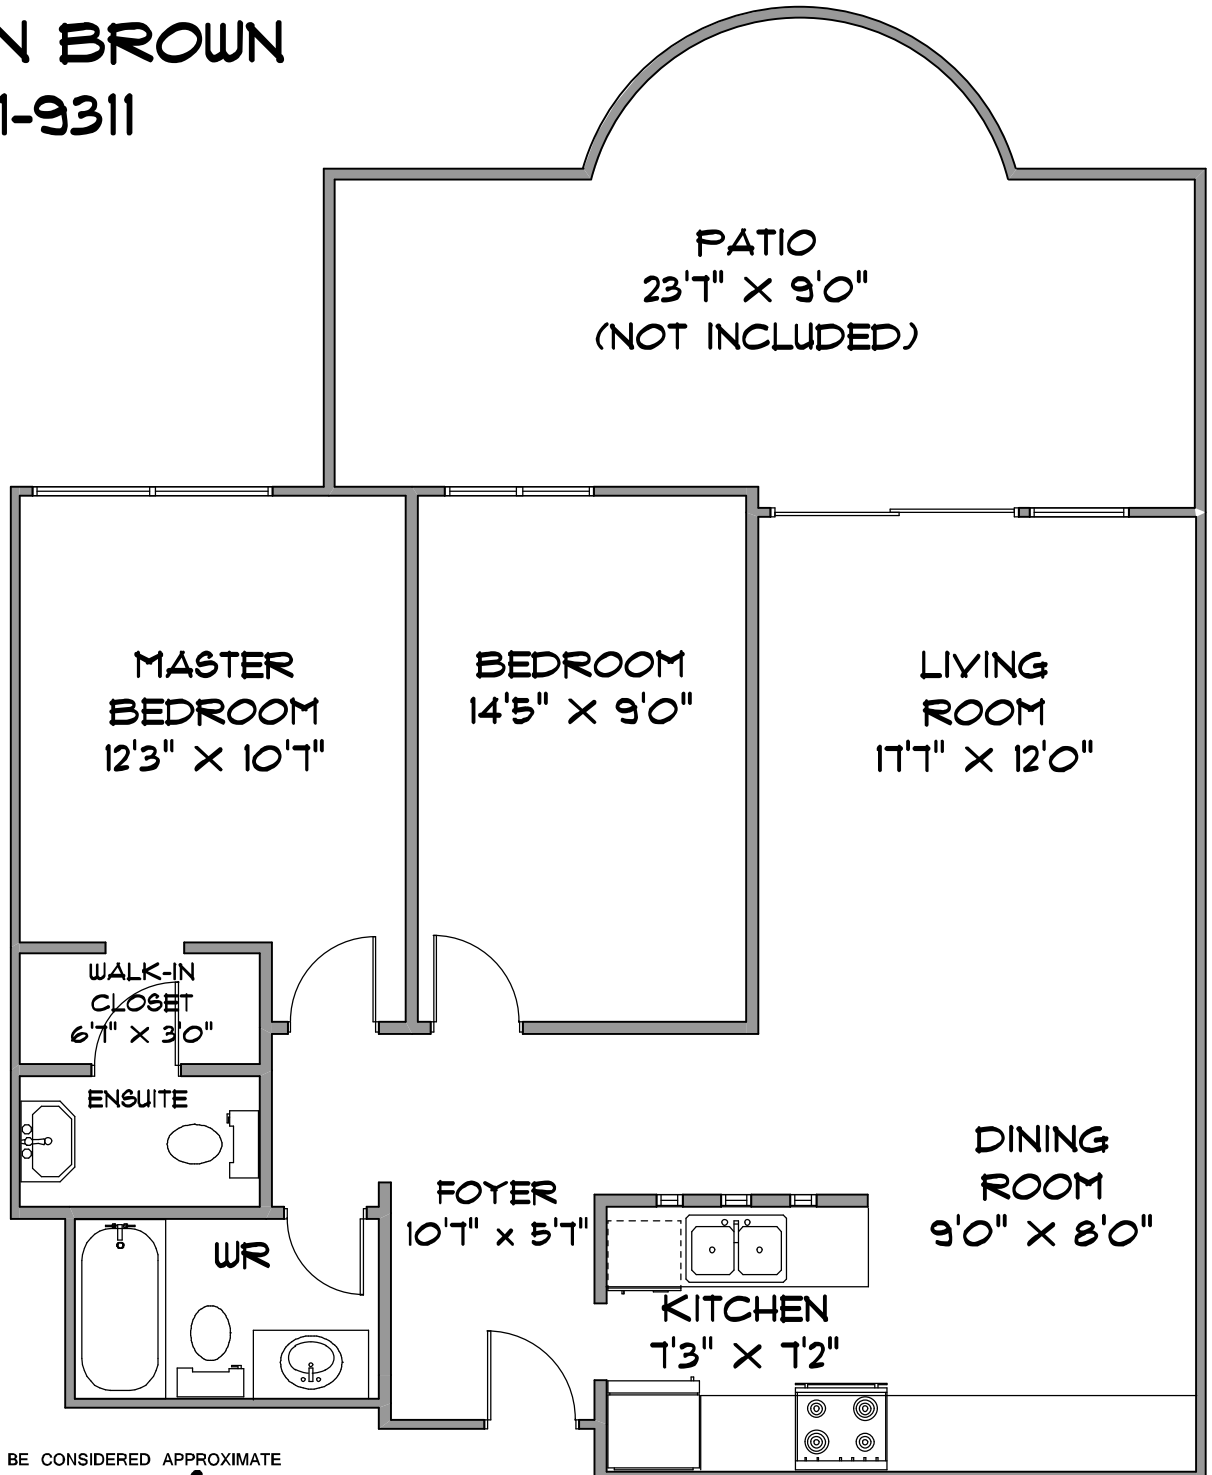 N BROWN
1-9311
PATIO
23'7" X 9'0"
(NOT INCLUDED)
MASTER
BEDROOM
12'3" X 10'7"
BEDROOM
14'5" X 9'0"
LIVING
ROOM
17'7" X 12'0"
WALK-IN
CLOSET
6'7" X 3'0"
ENSUITE
FOYER
10'7" x 5'7"
DINING
ROOM
9'0" X 8'0"
WR
KITCHEN
7'3" X 7'2"
BE CONSIDERED APPROXIMATE